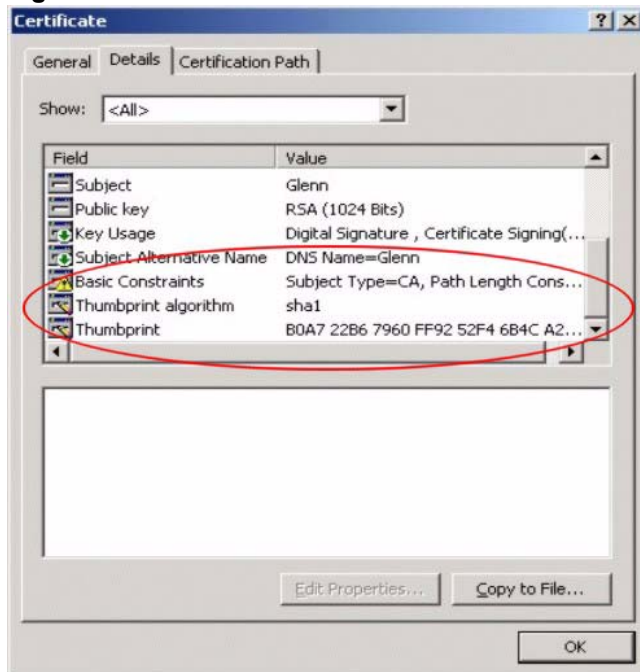 Certificate
General Details Certification Path
Show: <All>
Field Value
Subject Glenn
Public key RSA (1024 Bits)
Key Usage Digital Signature , Certificate Signing(...
Subject Alternative Name DNS Name=Glenn
Basic Constraints Subject Type=CA, Path Length Cons...
Thumbprint algorithm sha1
Thumbprint B0A7 22B6 7960 FF92 52F4 6B4C A2...
Edit Properties... Copy to File...
OK